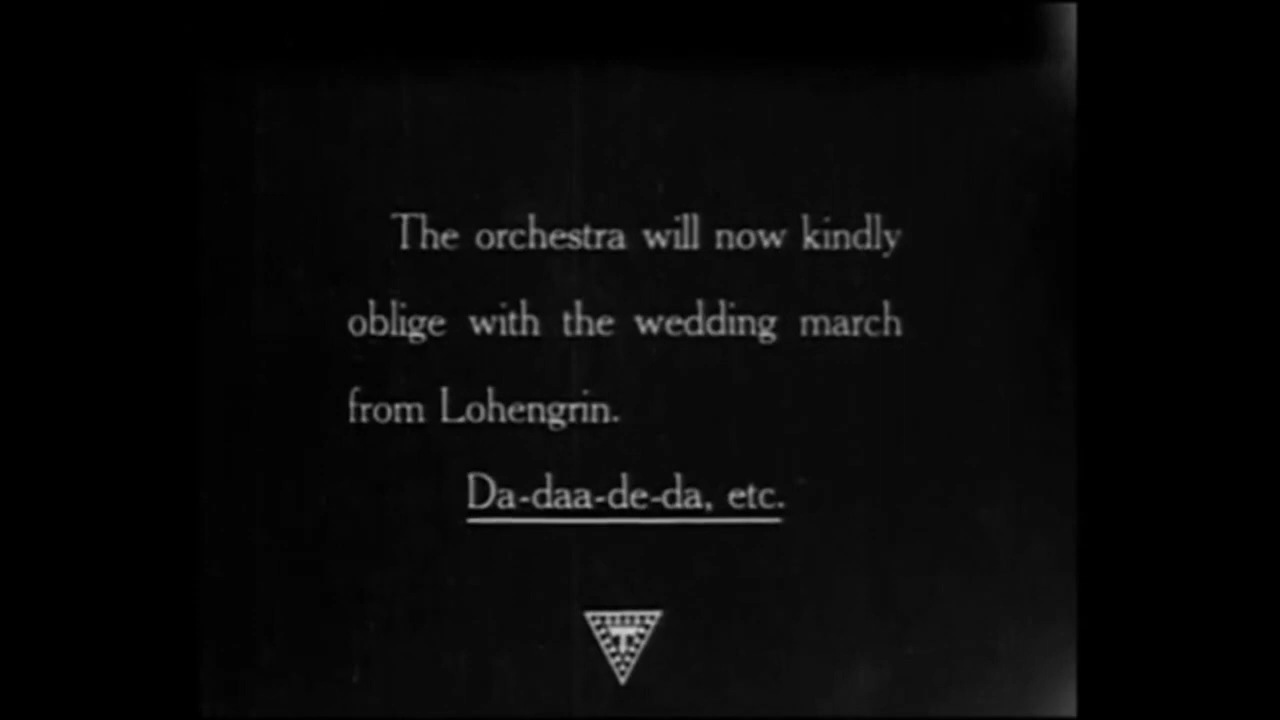 The orchestra will now kindly
oblige with the wedding march
from Lohengrin.
Da-daa-de-da, etc.
T